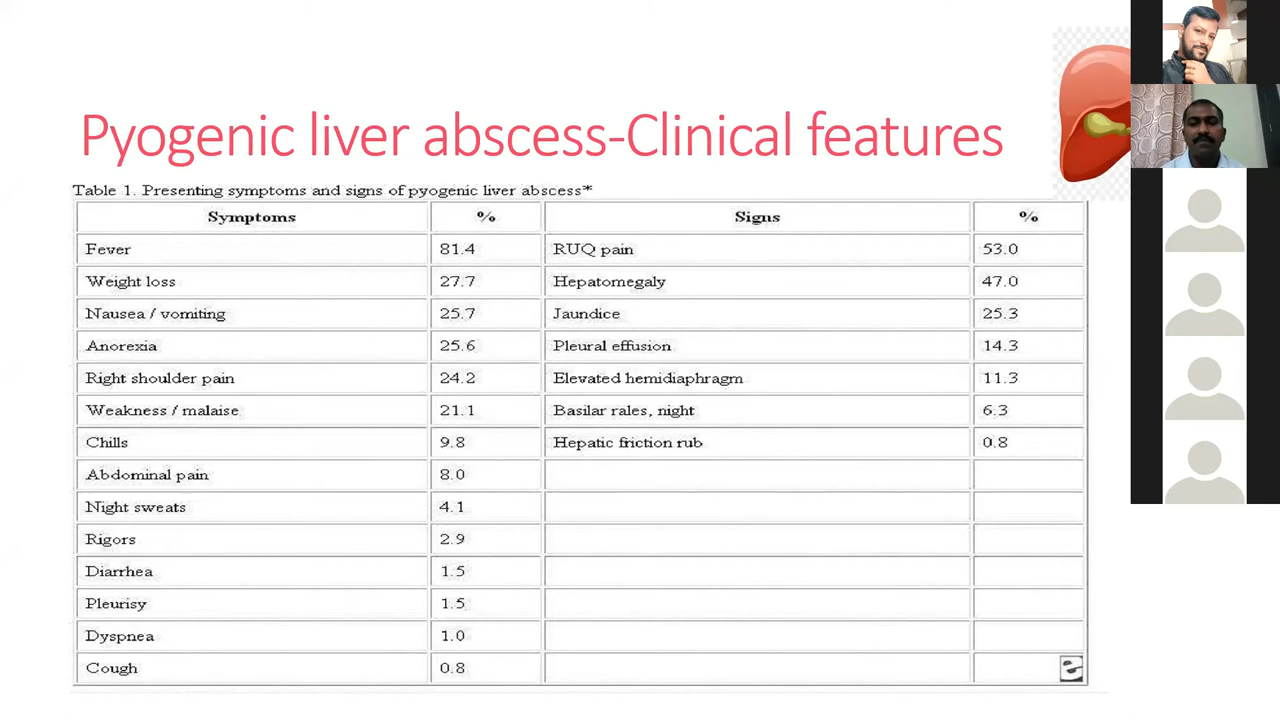 Pyogenic liver abscess-Clinical features
Table 1. Presenting symptoms and signs of pyogenic liver abscess*
Symptoms % Signs %
Fever 81.4 RUQ pain 53.0
Weight loss 27.7 Hepatomegaly 47.0
Nausea / vomiting 25.7 Jaundice 25.3
Anorexia 25.6 Pleural effusion 14.3
Right shoulder pain 24.2 Elevated hemidiaphragm 11.3
Weakness / malaise 21.1 Basilar rales, night 6.3
Chills 9.8 Hepatic friction rub 0.8
Abdominal pain 8.0
Night sweats 4.1
Rigors 2.9
Diarrhea 1.5
Pleurisy 1.5
Dyspnea 1.0
Cough 0.8
e